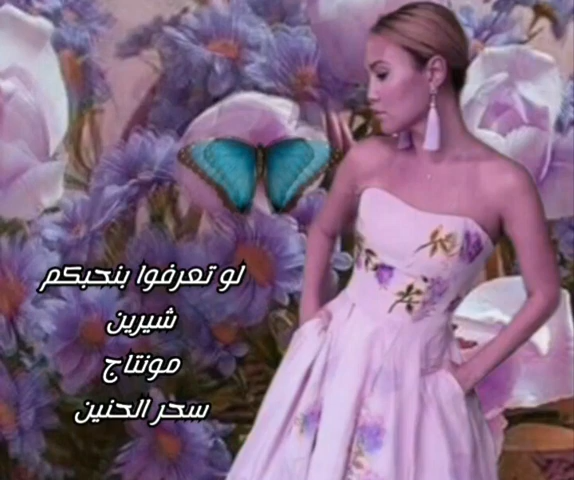 لو تعرفوا بنحبكم
شيرين
مونتاج
سحر الحنين